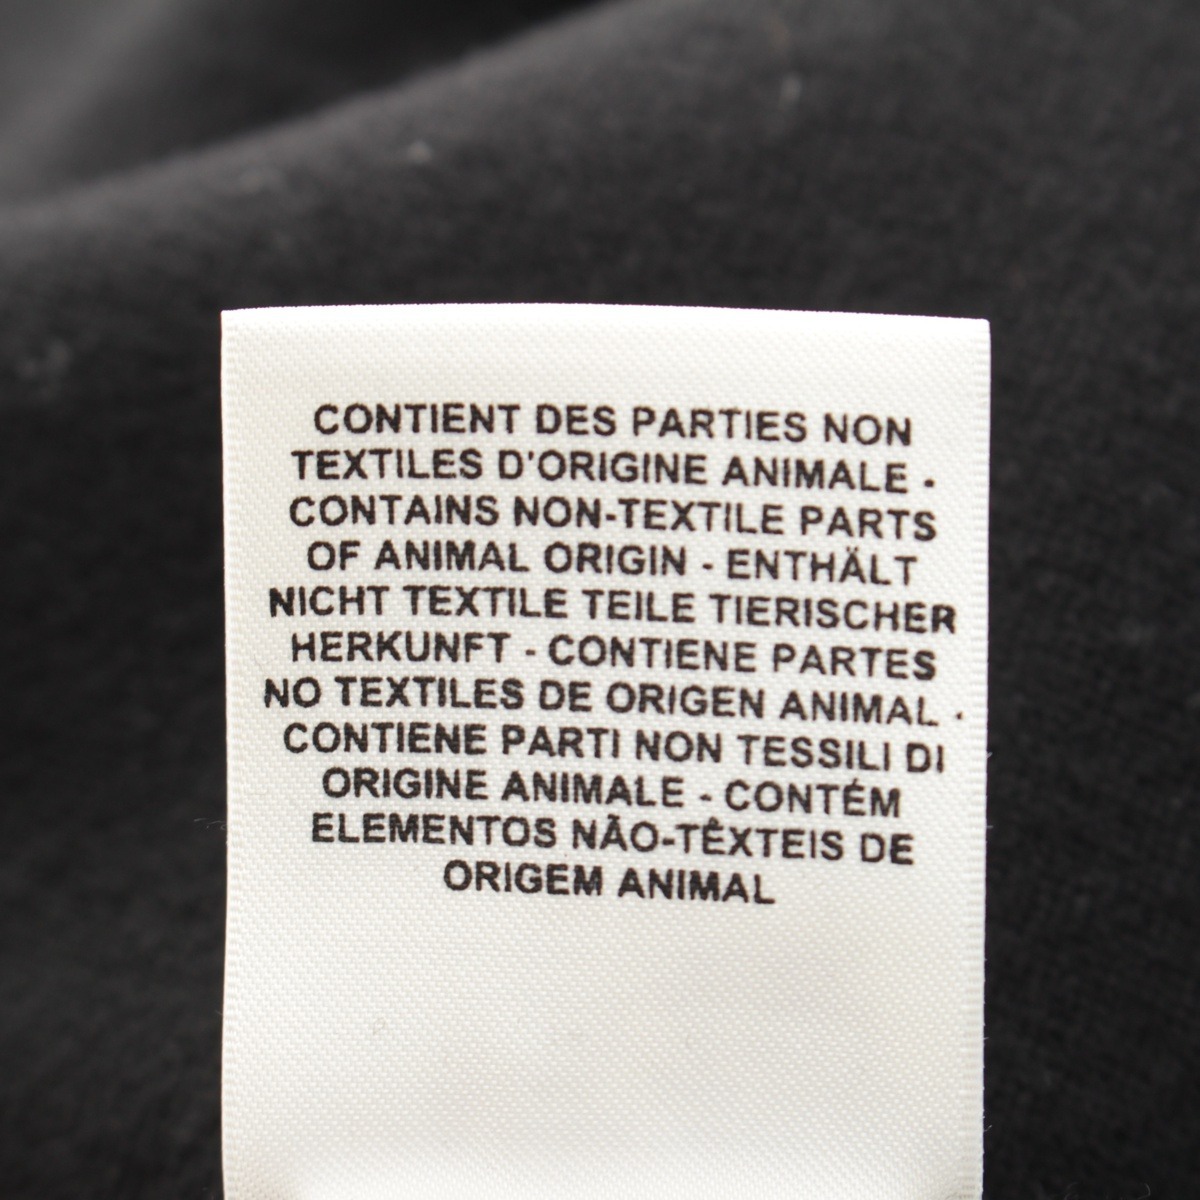 CONTIENT DES PARTIES NON
TEXTILES D'ORIGINE ANIMALE -
CONTAINS NON-TEXTILE PARTS
OF ANIMAL ORIGIN - ENTHÄLT
NICHT TEXTILE TEILE TIERISCHER
HERKUNFT - CONTIENE PARTES
NO TEXTILES DE ORIGEN ANIMAL -
CONTIENE PARTI NON TESSILI DI
ORIGINE ANIMALE - CONTÉM
ELEMENTOS NÃO-TÊXTEIS DE
ORIGEM ANIMAL